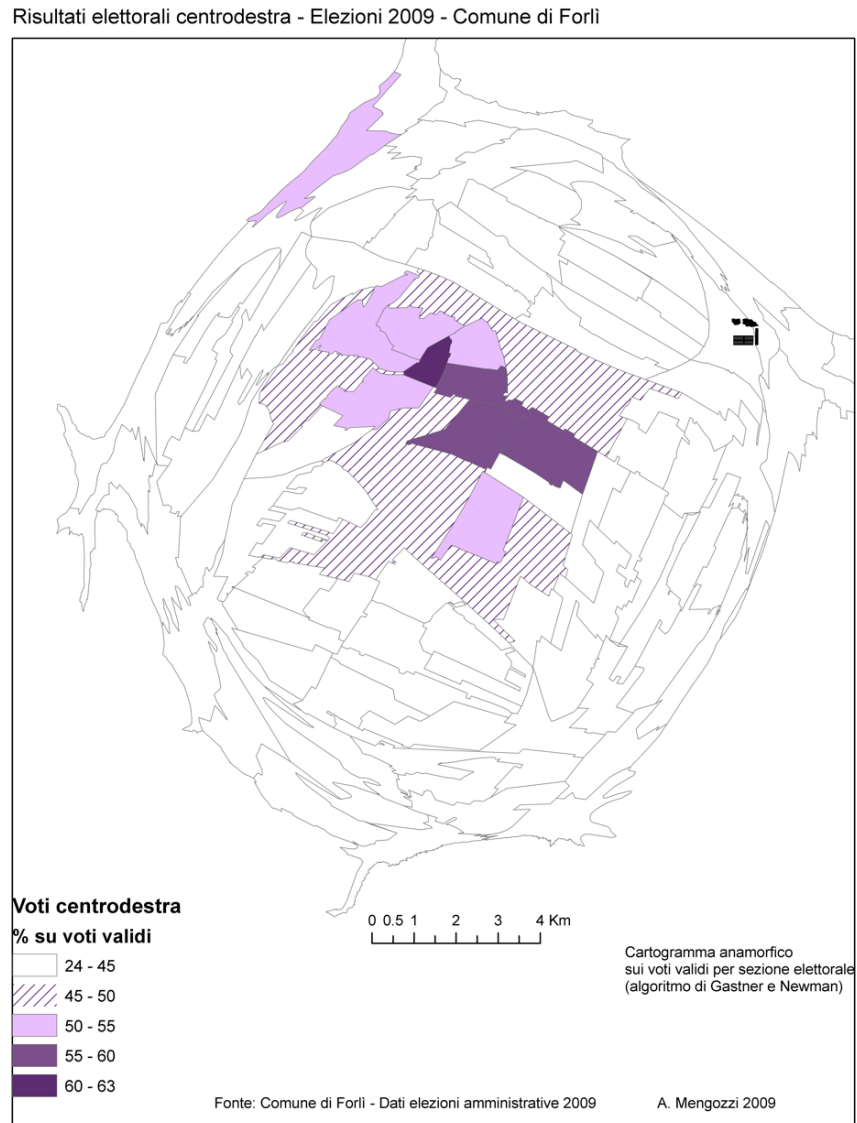 Risultati elettorali centrodestra - Elezioni 2009 - Comune di Forlì
Voti centrodestra
% su voti validi
24 - 45
45 - 50
50 - 55
55 - 60
60 - 63
0 0.5 1 2 3 4 Km
Cartogramma anamorfico
sui voti validi per sezione elettorale
(algoritmo di Gastner e Newman)
Fonte: Comune di Forlì - Dati elezioni amministrative 2009 A. Mengozzi 2009